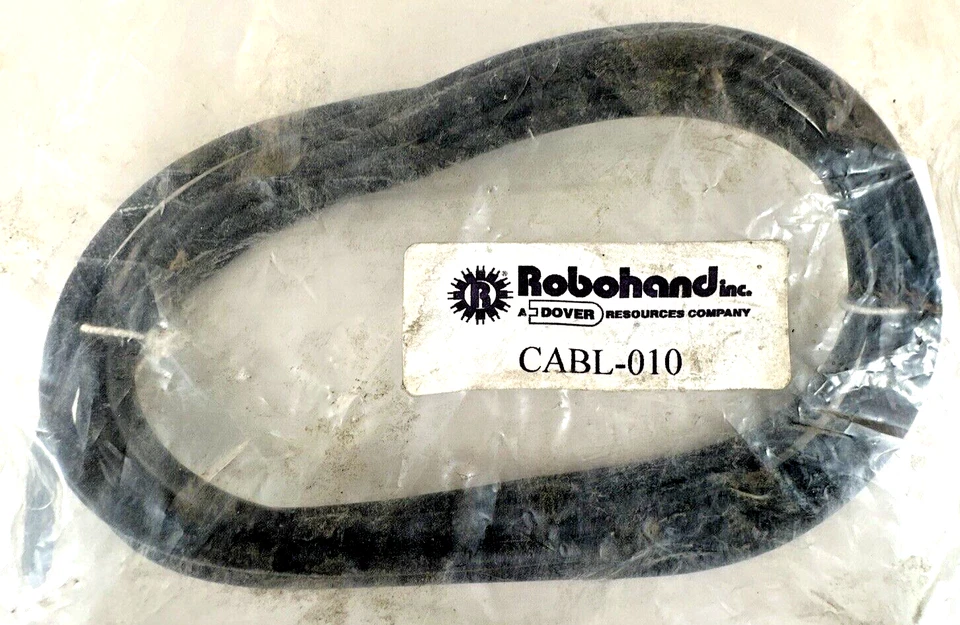 R ® Robohand inc.
A DOVER RESOURCES COMPANY
CABL-010